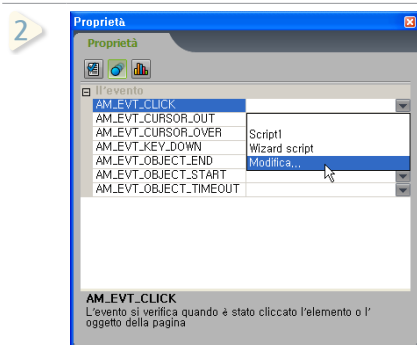 2
Proprietà
Proprietà
ll'evento
AM_EVT_CLICK
AM_EVT_CURSOR_OUT
AM_EVT_CURSOR_OVER
Script1
AM_EVT_KEY_DOWN
Wizard script
AM_EVT_OBJECT_END
Modifica...
AM_EVT_OBJECT_START
AM_EVT_OBJECT_TIMEOUT
AM_EVT_CLICK
L'evento si verifica quando è stato cliccato l'elemento o l'
oggetto della pagina